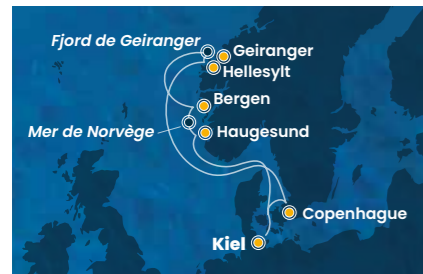 Fjord de Geiranger
Geiranger
Hellesylt
Bergen
Mer de Norvège
Haugesund
Copenhague
Kiel